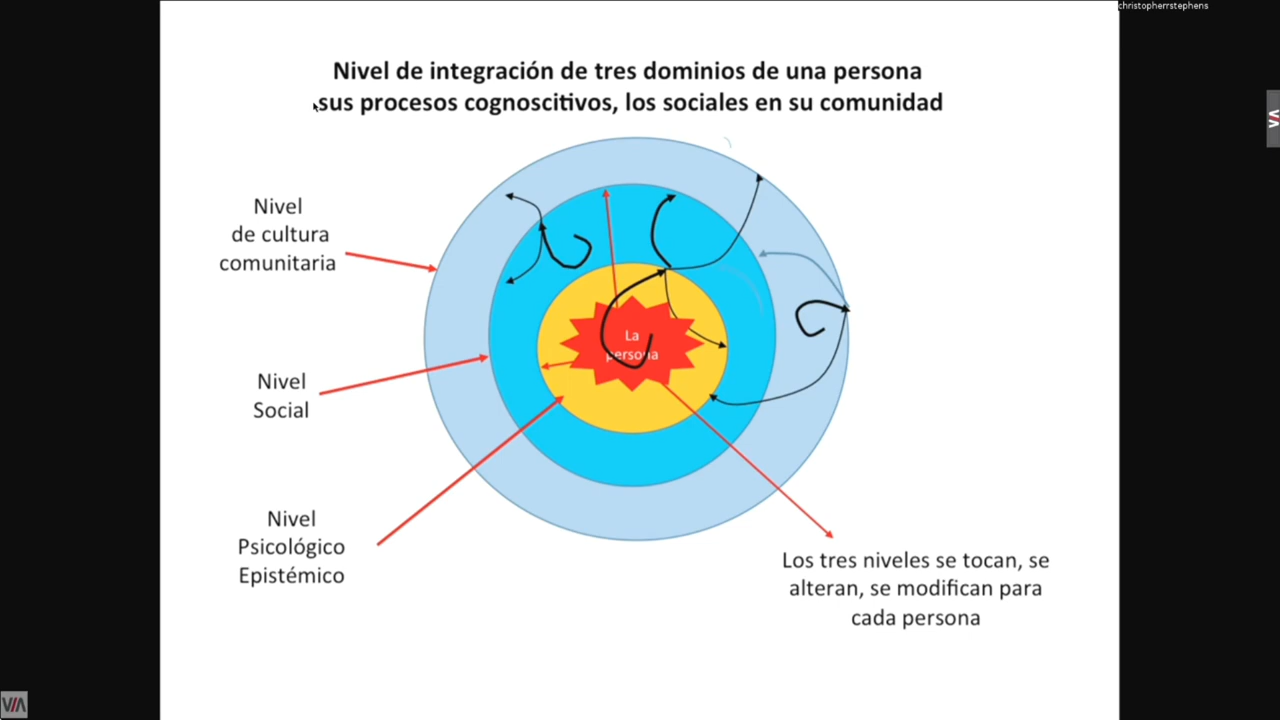 christopherrstephens
Nivel de integración de tres dominios de una persona
sus procesos cognoscitivos, los sociales en su comunidad
Nivel
de cultura
comunitaria
La
persona
Nivel
Social
Nivel
Psicológico
Epistémico
Los tres niveles se tocan, se
alteran, se modifican para
cada persona
VIA
VIA